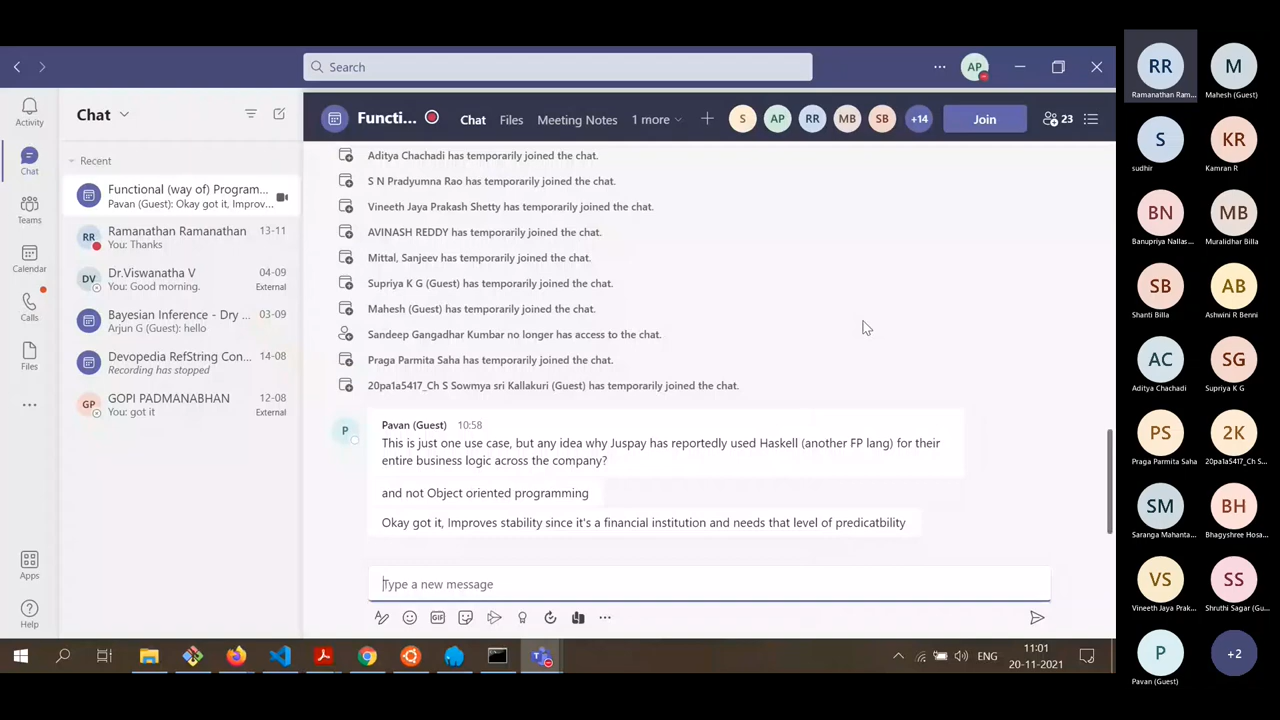 Search
AP
Activity
Chat
Teams
Calendar
Calls
Files
Apps
Help
Chat
Recent
Functional (way of) Program...
Pavan (Guest): Okay got it, Improv...
RR
Ramanathan Ramanathan
13-11
You: Thanks
DV
Dr.Viswanatha V
04-09
You: Good morning.
External
Bayesian Inference - Dry ...
03-09
Arjun G (Guest): hello
Devopedia RefString Con...
14-08
Recording has stopped
GP
GOPI PADMANABHAN
12-08
You: got it
External
Functi...
Chat
Files
Meeting Notes
1 more
S
AP
RR
MB
SB
+14
Join
23
Aditya Chachadi has temporarily joined the chat.
S N Pradyumna Rao has temporarily joined the chat.
Vineeth Jaya Prakash Shetty has temporarily joined the chat.
AVINASH REDDY has temporarily joined the chat.
Mittal, Sanjeev has temporarily joined the chat.
Supriya K G (Guest) has temporarily joined the chat.
Mahesh (Guest) has temporarily joined the chat.
Sandeep Gangadhar Kumbar no longer has access to the chat.
Praga Parmita Saha has temporarily joined the chat.
20pa1a5417_Ch S Sowmya sri Kallakuri (Guest) has temporarily joined the chat.
P
Pavan (Guest) 10:58
This is just one use case, but any idea why Juspay has reportedly used Haskell (another FP lang) for their
entire business logic across the company?
and not Object oriented programming
Okay got it, Improves stability since it's a financial institution and needs that level of predicatbility
Type a new message
GIF
ENG
11:01
20-11-2021
RR
Ramanathan Ram...
M
Mahesh (Guest)
S
sudhir
KR
Kamran R
BN
Banupriya Nallas...
MB
Muralidhar Billa
SB
Shanti Billa
AB
Ashwini R Benni
AC
Aditya Chachadi
SG
Supriya K G
PS
Praga Parmita Saha
2K
20pa1a5417_Ch S...
SM
Saranga Mahanta...
BH
Bhagyshree Hosa...
VS
Vineeth Jaya Prak...
SS
Shruthi Sagar (Gu...
P
Pavan (Guest)
+2